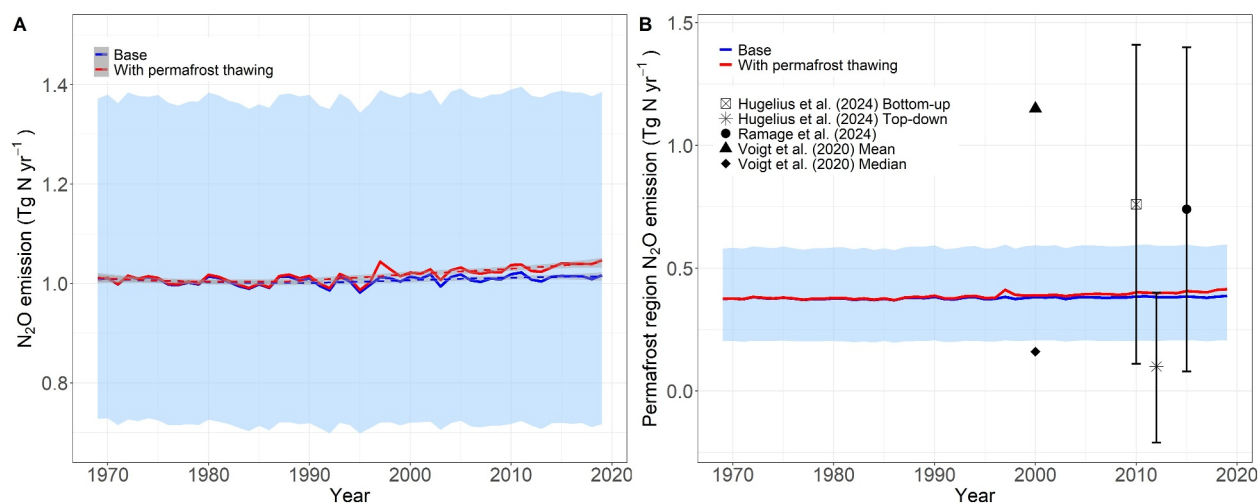 A
N₂O emission (Tg N yr⁻¹)
1.4
1.2
1.0
0.8
Base
With permafrost thawing
1970
1980
1990
2000
2010
2020
Year
B
Permafrost region N₂O emission (Tg N yr⁻¹)
1.5
1.0
0.5
0.0
Base
With permafrost thawing
Hugelius et al. (2024) Bottom-up
Hugelius et al. (2024) Top-down
Ramage et al. (2024)
Voigt et al. (2020) Mean
Voigt et al. (2020) Median
1970
1980
1990
2000
2010
2020
Year